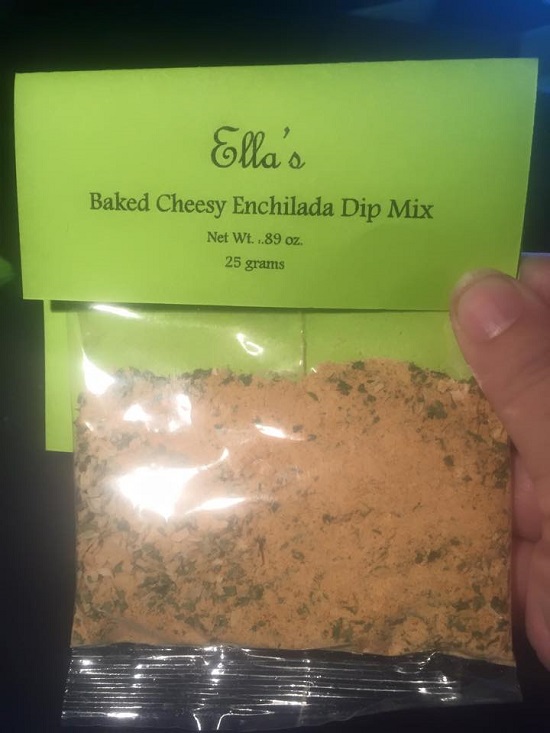 Ella's
Baked Cheesy Enchilada Dip Mix
Net Wt. ..89 oz.
25 grams